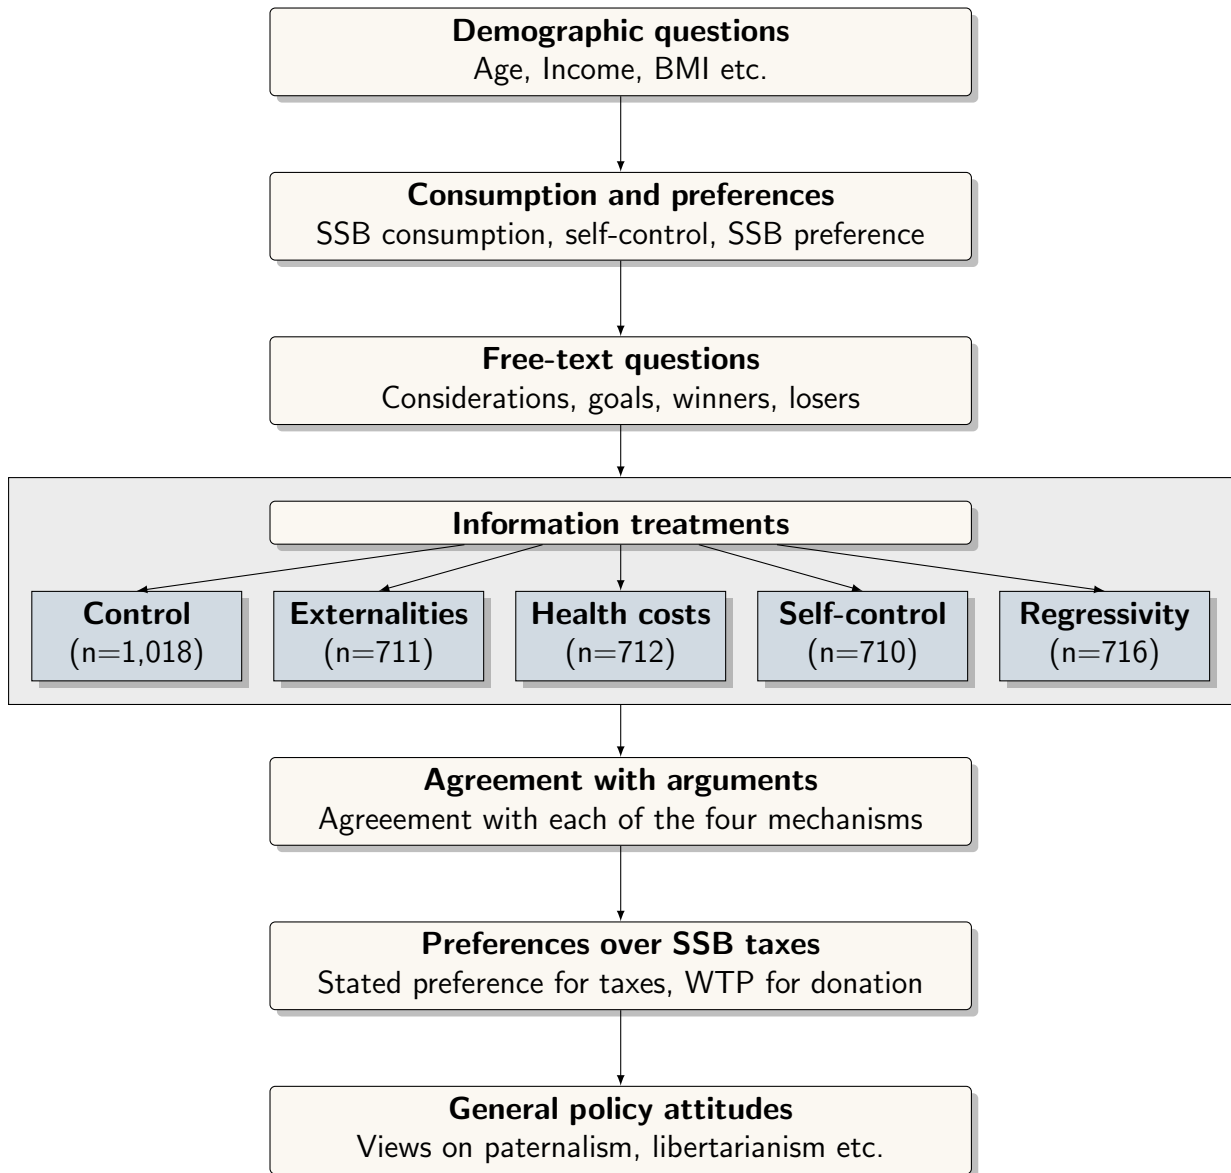 Demographic questions
Age, Income, BMI etc.
Consumption and preferences
SSB consumption, self-control, SSB preference
Free-text questions
Considerations, goals, winners, losers
Information treatments
Control
(n=1,018)
Externalities
(n=711)
Health costs
(n=712)
Self-control
(n=710)
Regressivity
(n=716)
Agreement with arguments
Agreeement with each of the four mechanisms
Preferences over SSB taxes
Stated preference for taxes, WTP for donation
General policy attitudes
Views on paternalism, libertarianism etc.